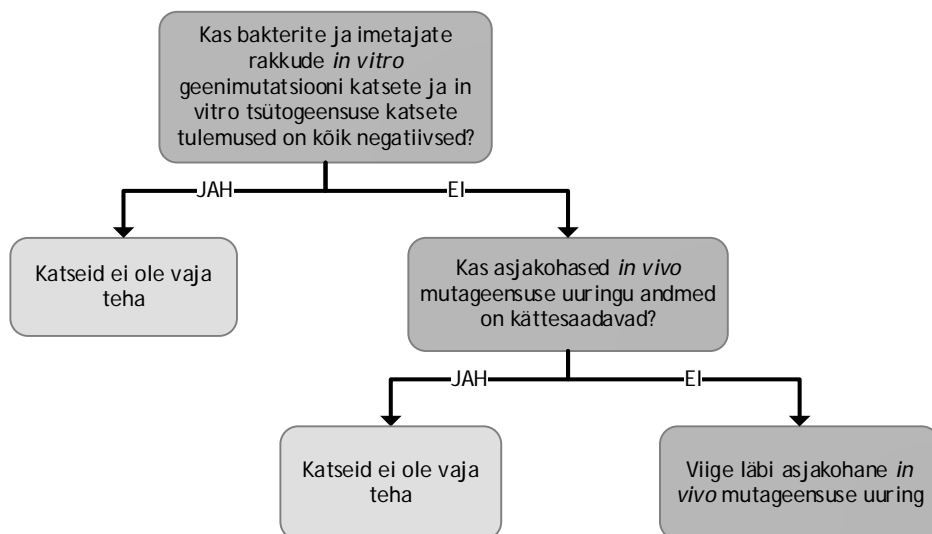 Kas bakterite ja imetajate
rakkude in vitro
geenimutatsiooni katsete ja in
vitro tsütogeensuse katsete
tulemused on kõik negatiivsed?
JAH
EI
Katseid ei ole vaja
teha
Kas asjakohased in vivo
mutageensuse uuringu andmed
on kättesaadavad?
JAH
EI
Katseid ei ole vaja
teha
Viige läbi asjakohane in
vivo mutageensuse uuring